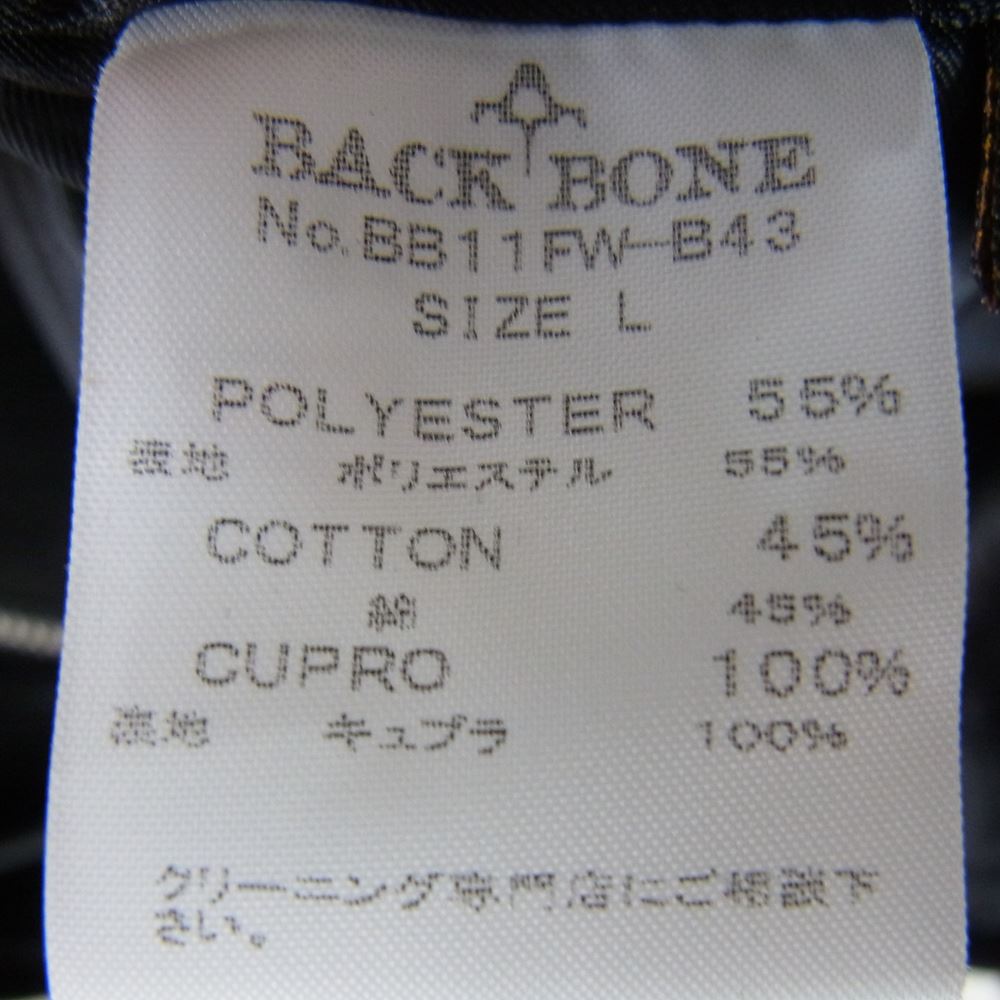 BACK BONE
No.BB11FW-B43
SIZE L
POLYESTER 55%
表地 ポリエステル 55%
COTTON 45%
綿 45%
CUPRO 100%
裏地 キュプラ 100%
クリーニング専門店にご相談下
さい。